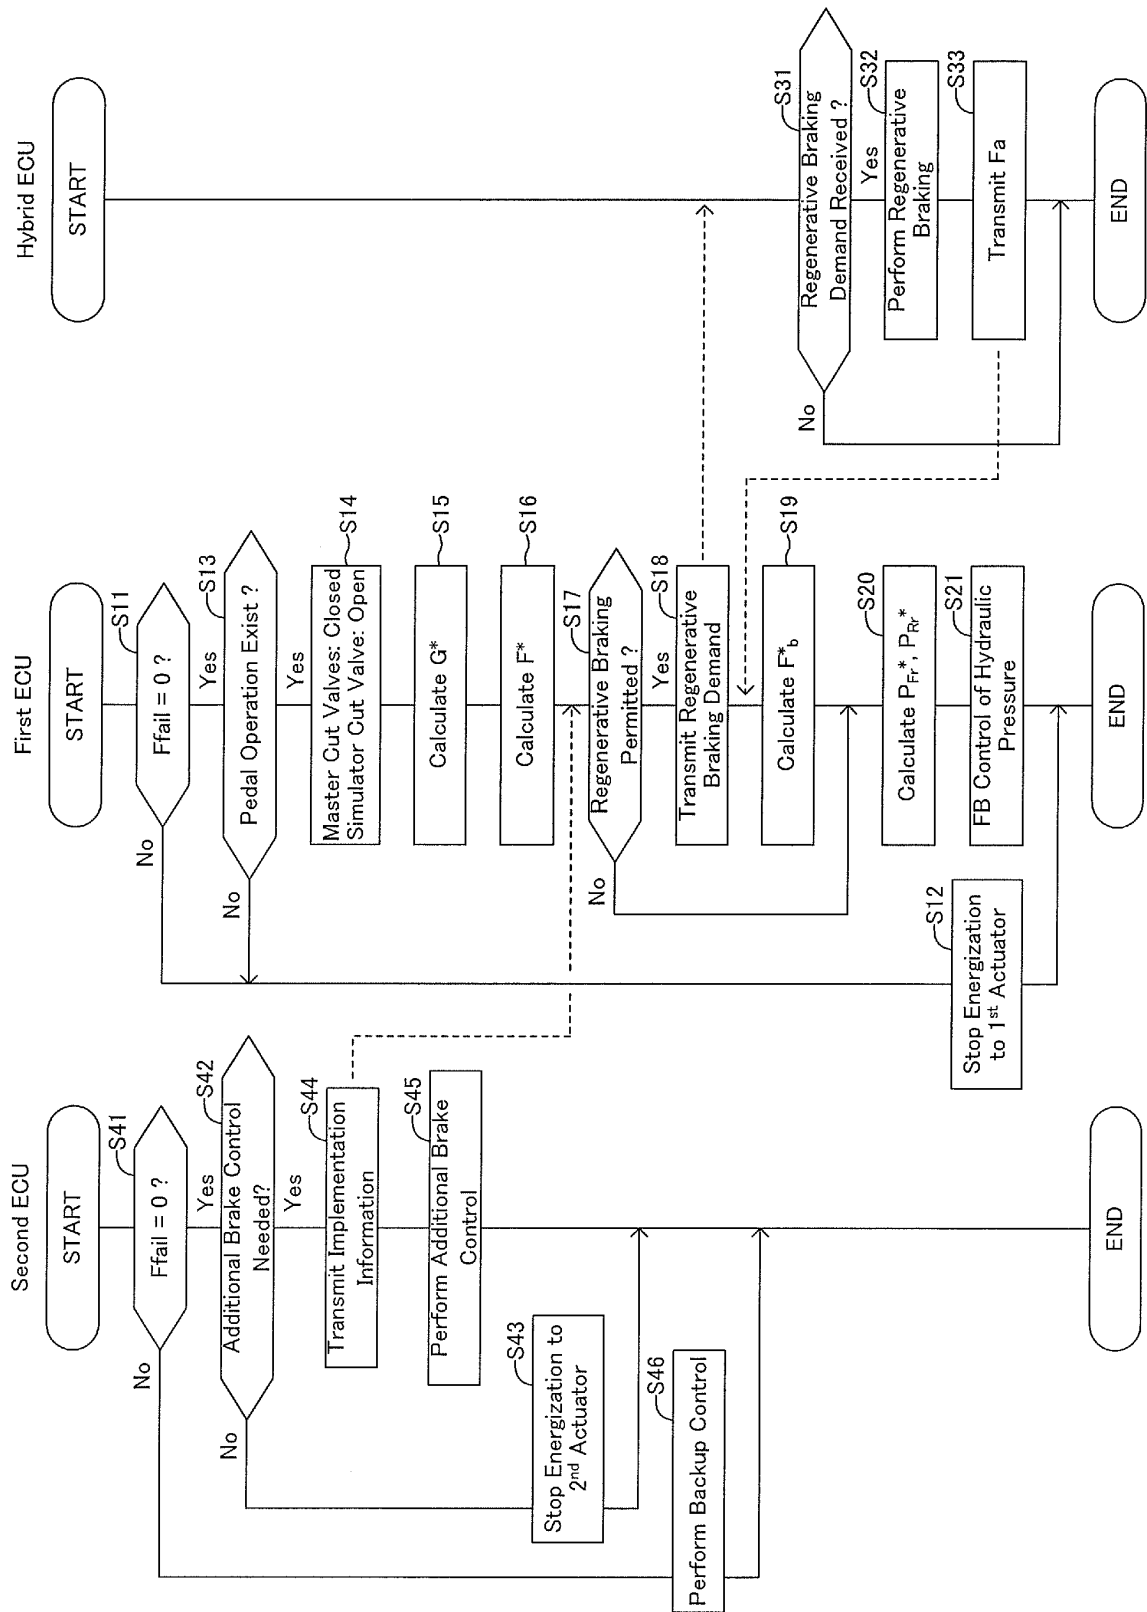 Second ECU
START
S41
Ffail = 0 ?
No
Yes
S42
Additional Brake Control
Needed?
No
Yes
S44
Transmit Implementation
Information
S45
Perform Additional Brake
Control
S43
Stop Energization to
2nd Actuator
S46
Perform Backup Control
END
First ECU
START
S11
Ffail = 0 ?
No
Yes
S13
Pedal Operation Exist ?
No
Yes
S14
Master Cut Valves: Closed
Simulator Cut Valve: Open
S15
Calculate G*
S16
Calculate F*
S17
Regenerative Braking
Permitted ?
No
Yes
S18
Transmit Regenerative
Braking Demand
S19
Calculate F*b
S20
Calculate PFr*, PRr*
S21
FB Control of Hydraulic
Pressure
S12
Stop Energization
to 1st Actuator
END
Hybrid ECU
START
S31
Regenerative Braking
Demand Received ?
No
Yes
S32
Perform Regenerative
Braking
S33
Transmit Fa
END